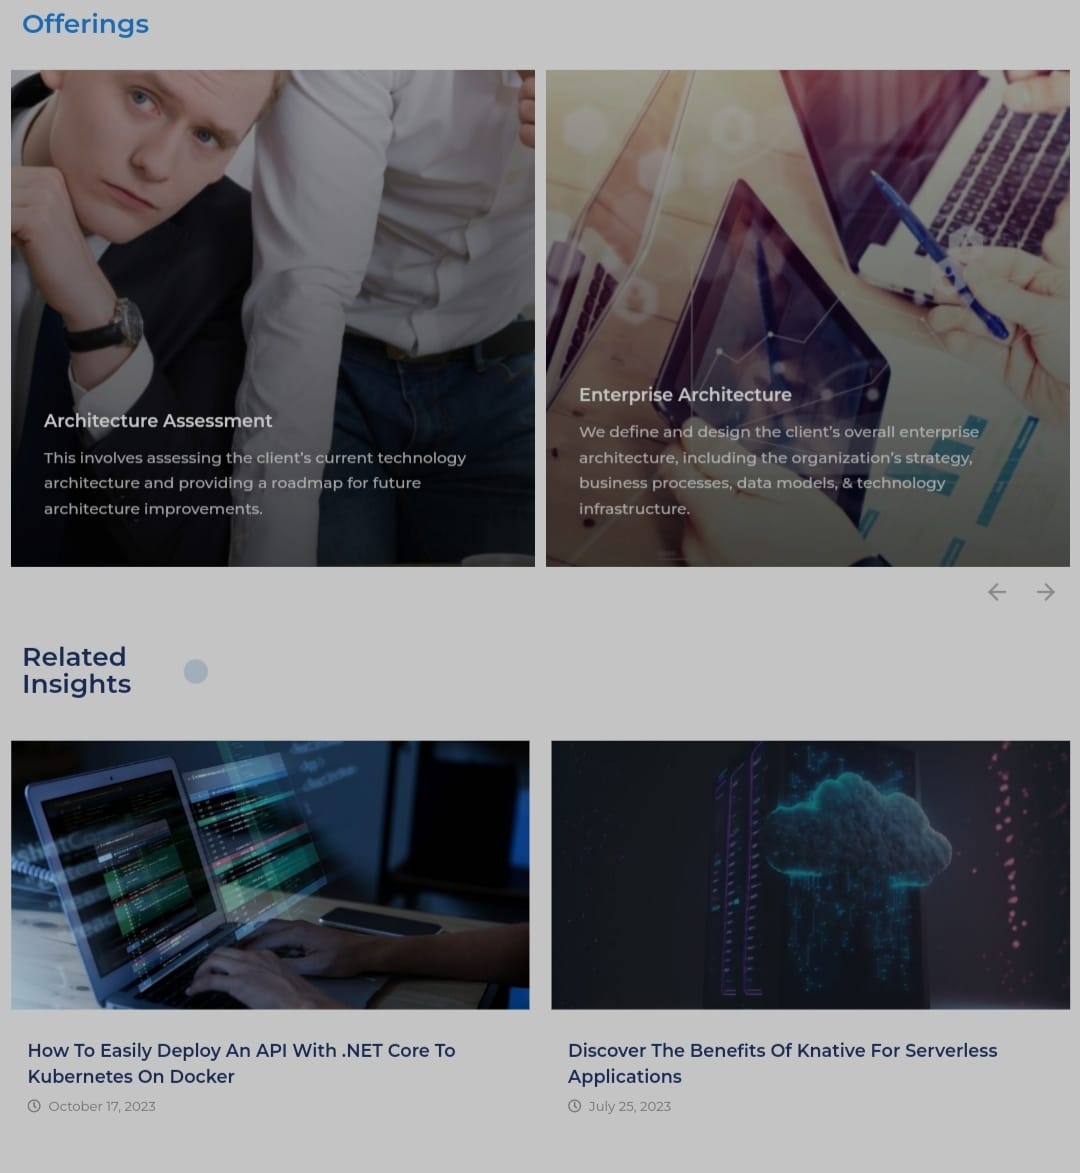 Offerings
Architecture Assessment
This involves assessing the client's current technology
architecture and providing a roadmap for future
architecture improvements.
Enterprise Architecture
We define and design the client's overall enterprise
architecture, including the organization's strategy,
business processes, data models, & technology
infrastructure.
Related
Insights
How To Easily Deploy An API With .NET Core To
Kubernetes On Docker
October 17, 2023
Discover The Benefits Of Knative For Serverless
Applications
July 25, 2023